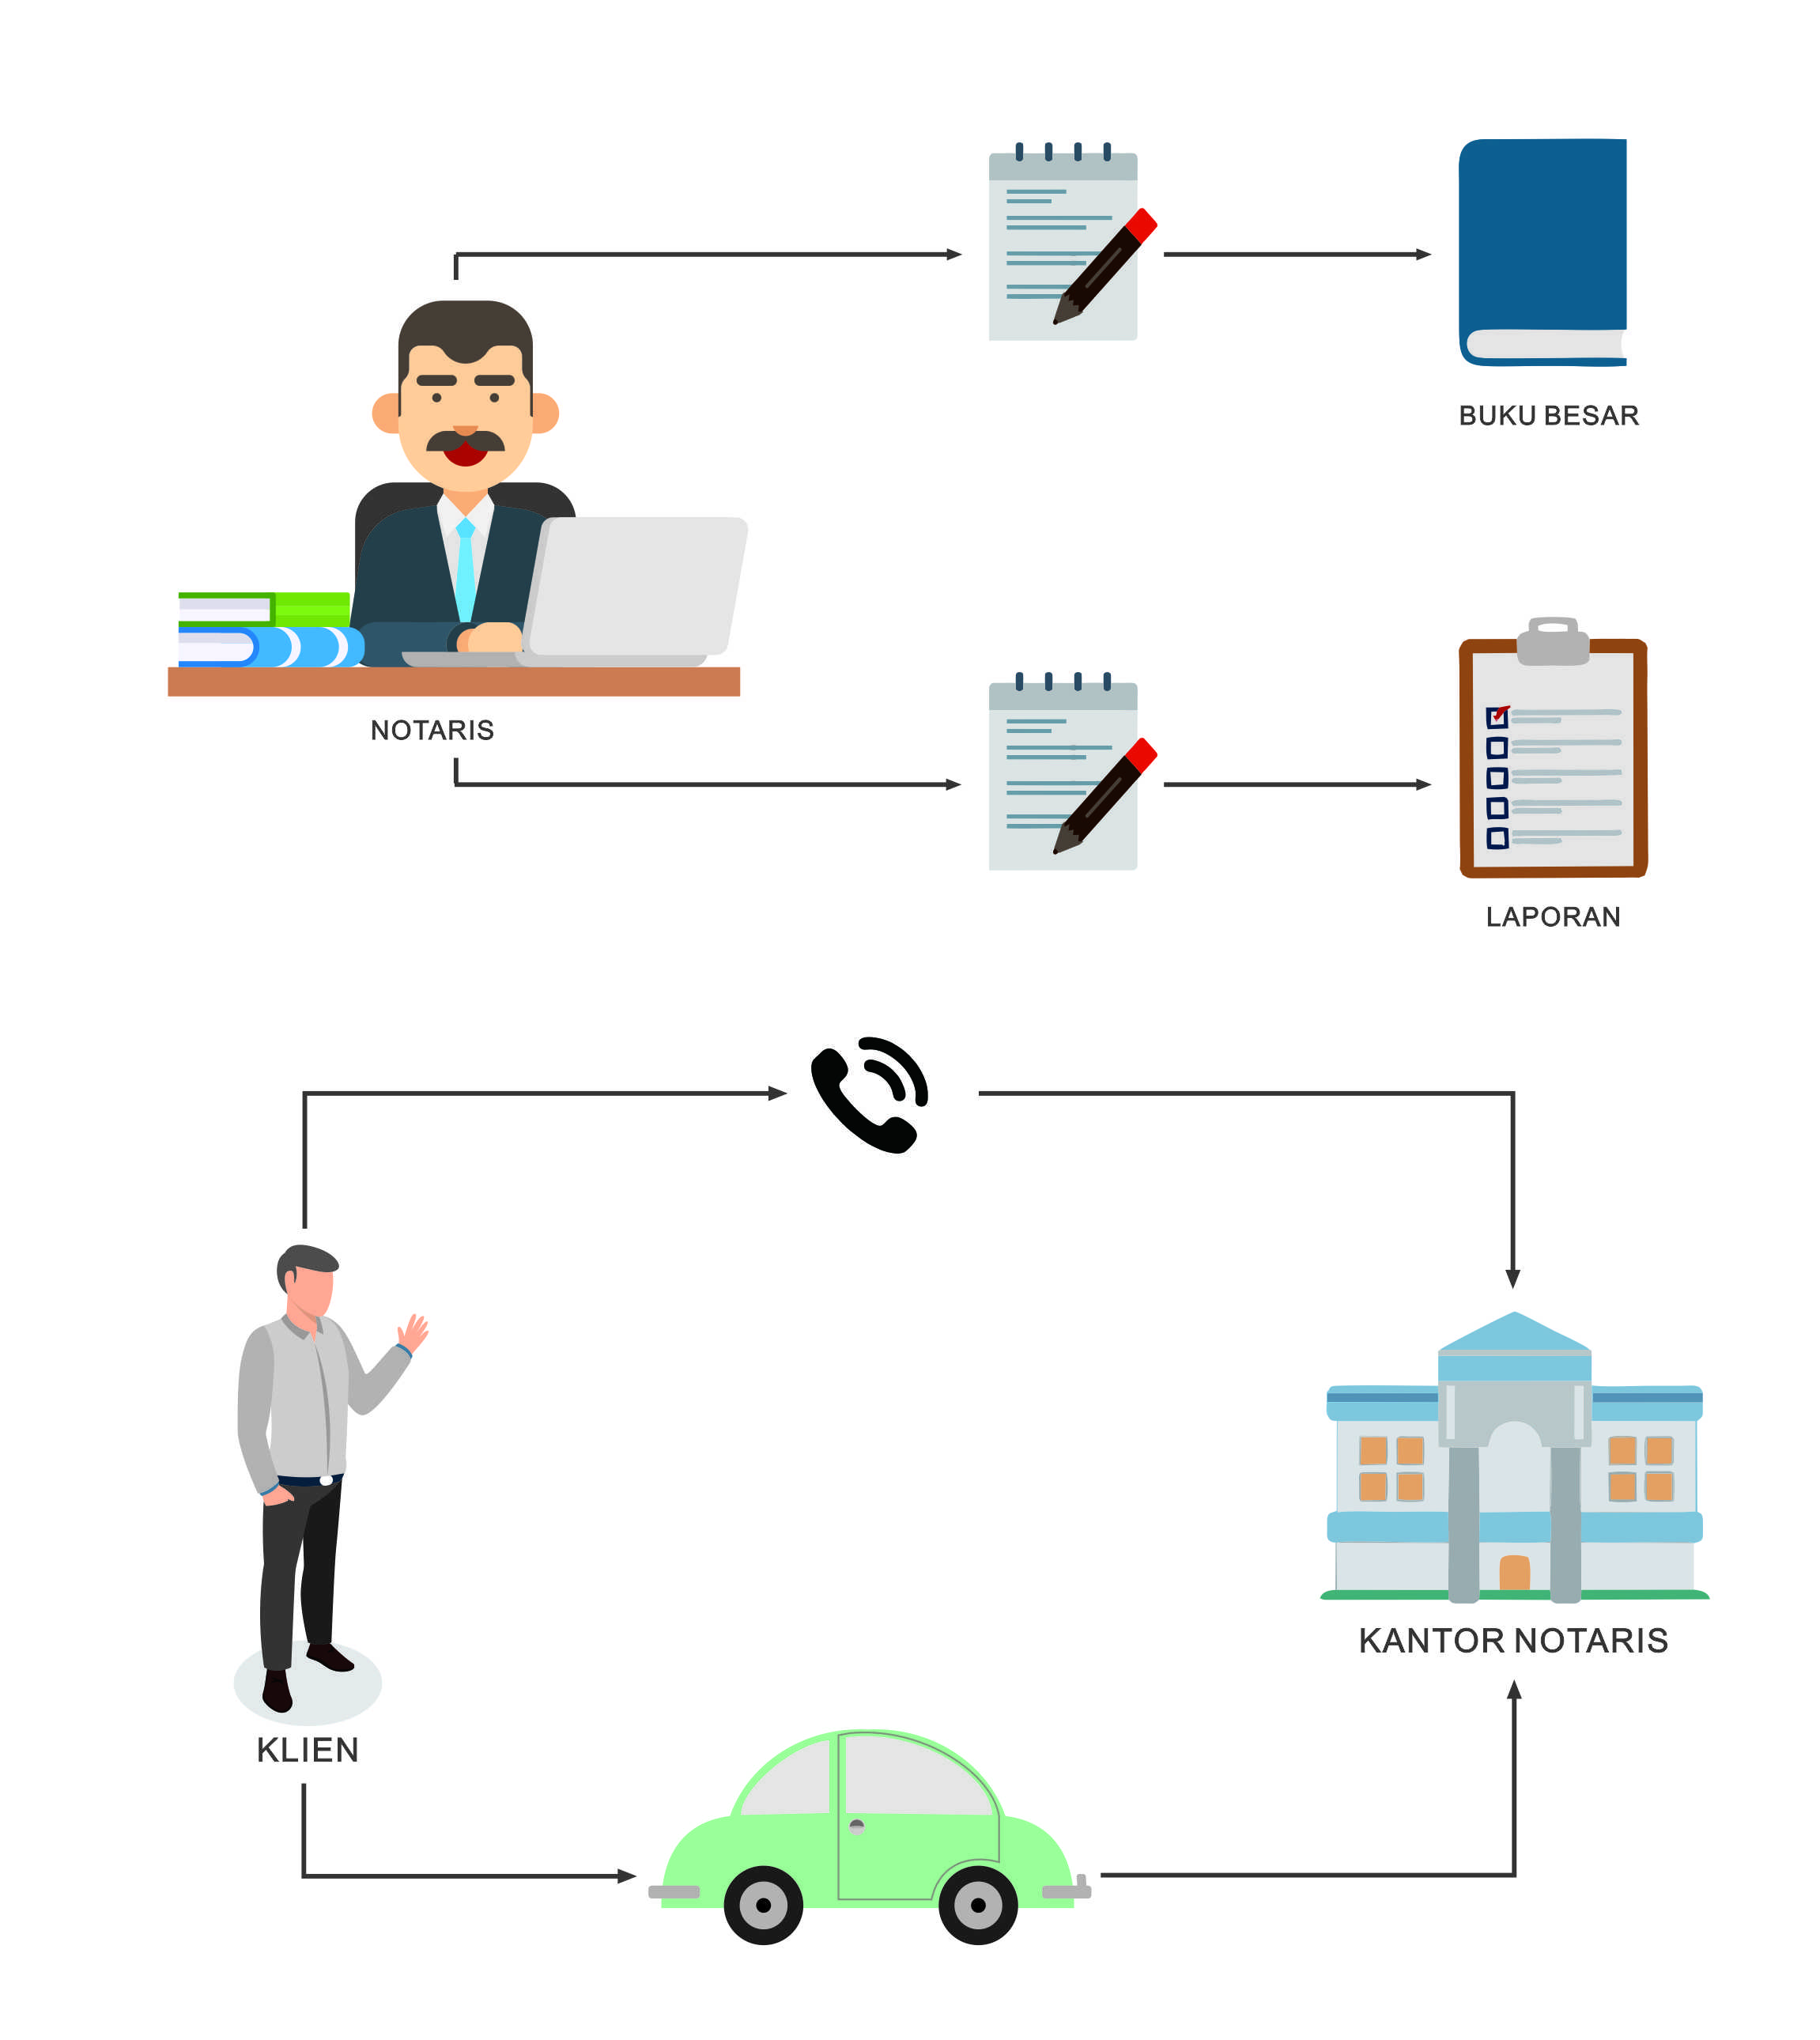 BUKU BESAR
NOTARIS
LAPORAN
KANTOR NOTARIS
KLIEN